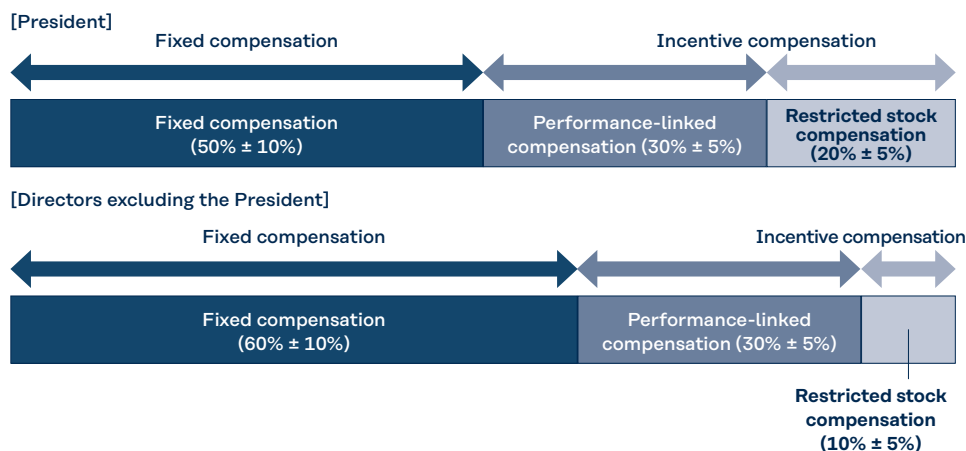 [President]
Fixed compensation
Incentive compensation
Fixed compensation
(50% ± 10%)
Performance-linked
compensation (30% ± 5%)
Restricted stock
compensation
(20% ± 5%)
[Directors excluding the President]
Fixed compensation
Incentive compensation
Fixed compensation
(60% ± 10%)
Performance-linked
compensation (30% ± 5%)
Restricted stock
compensation
(10% ± 5%)